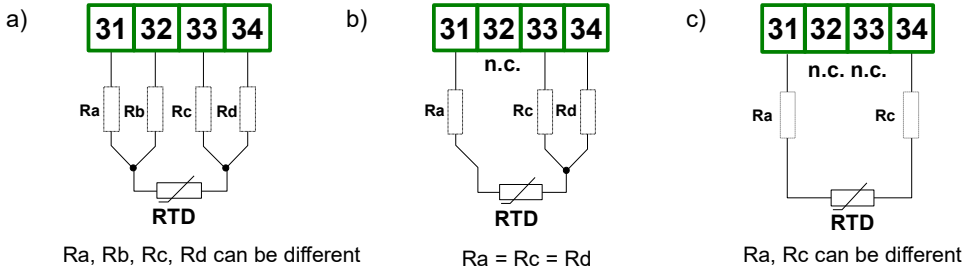 a)
31 32 33 34
Ra Rb Rc Rd
RTD
Ra, Rb, Rc, Rd can be different
b)
31 32 33 34
n.c.
Ra Rc Rd
RTD
Ra = Rc = Rd
c)
31 32 33 34
n.c. n.c.
Ra Rc
RTD
Ra, Rc can be different